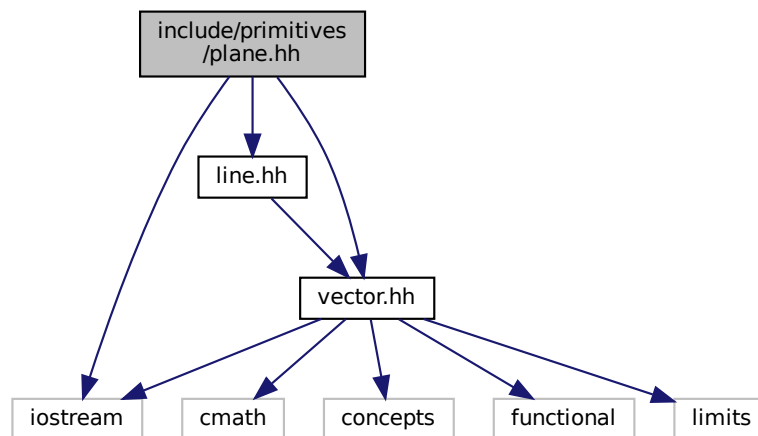 include/primitives
/plane.hh
line.hh
vector.hh
iostream
cmath
concepts
functional
limits